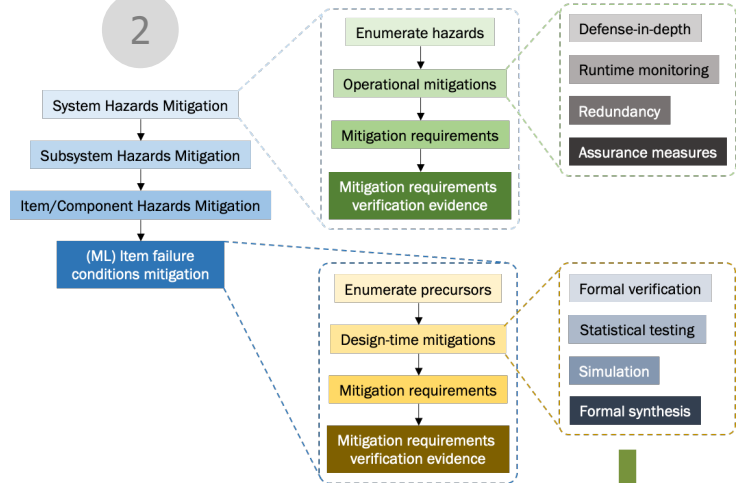 2
System Hazards Mitigation
Subsystem Hazards Mitigation
Item/Component Hazards Mitigation
(ML) Item failure
conditions mitigation
Enumerate hazards
Operational mitigations
Mitigation requirements
Mitigation requirements
verification evidence
Defense-in-depth
Runtime monitoring
Redundancy
Assurance measures
Enumerate precursors
Design-time mitigations
Mitigation requirements
Mitigation requirements
verification evidence
Formal verification
Statistical testing
Simulation
Formal synthesis